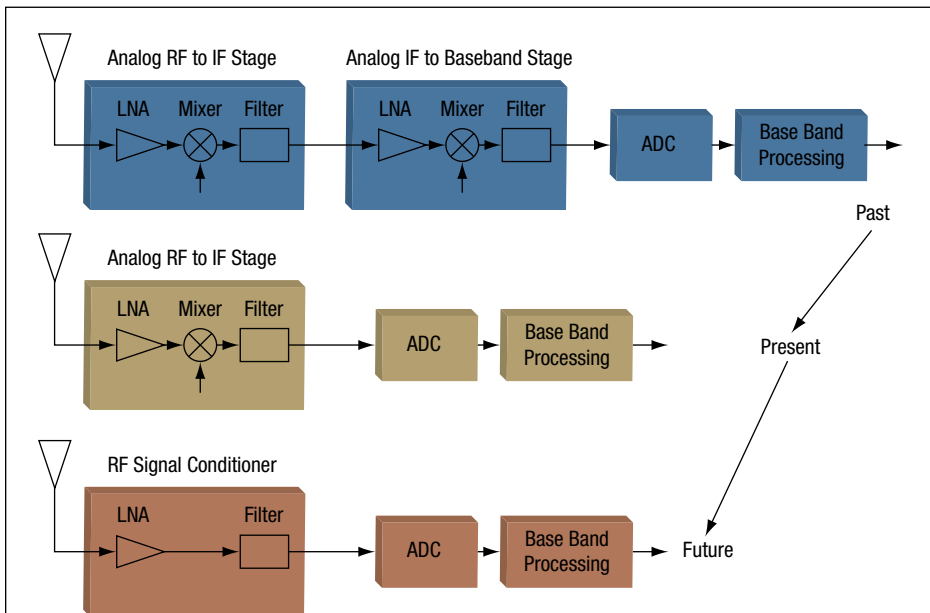 Analog RF to IF Stage
Analog IF to Baseband Stage
LNA Mixer Filter
LNA Mixer Filter
ADC
Base Band
Processing
Past
Analog RF to IF Stage
LNA Mixer Filter
ADC
Base Band
Processing
Present
RF Signal Conditioner
LNA Filter
ADC
Base Band
Processing
Future